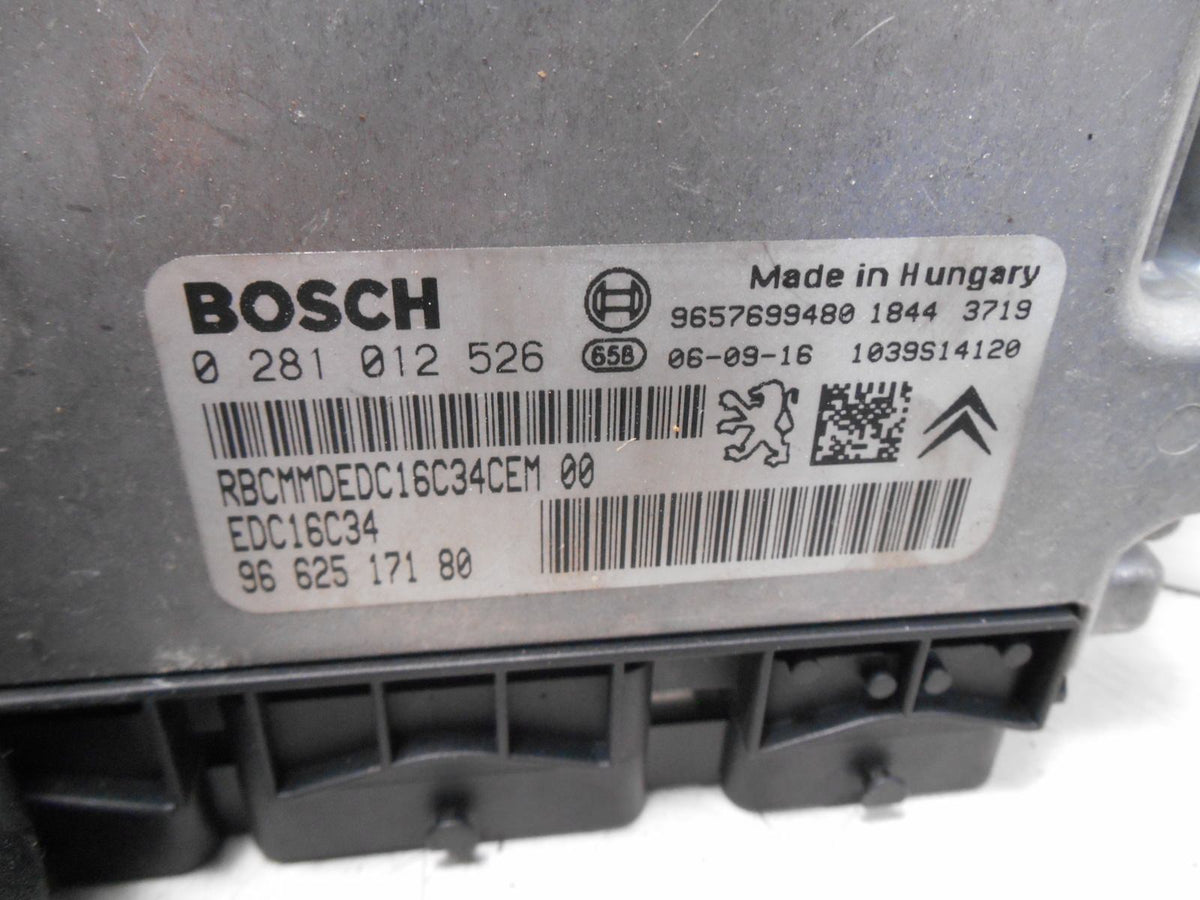 BOSCH
Made in Hungary
9657699480 1844 3719
0 281 012 526
658
06-09-16 1039S14120
RBCMMDEDC16C34CEM 00
EDC16C34
96 625 171 80